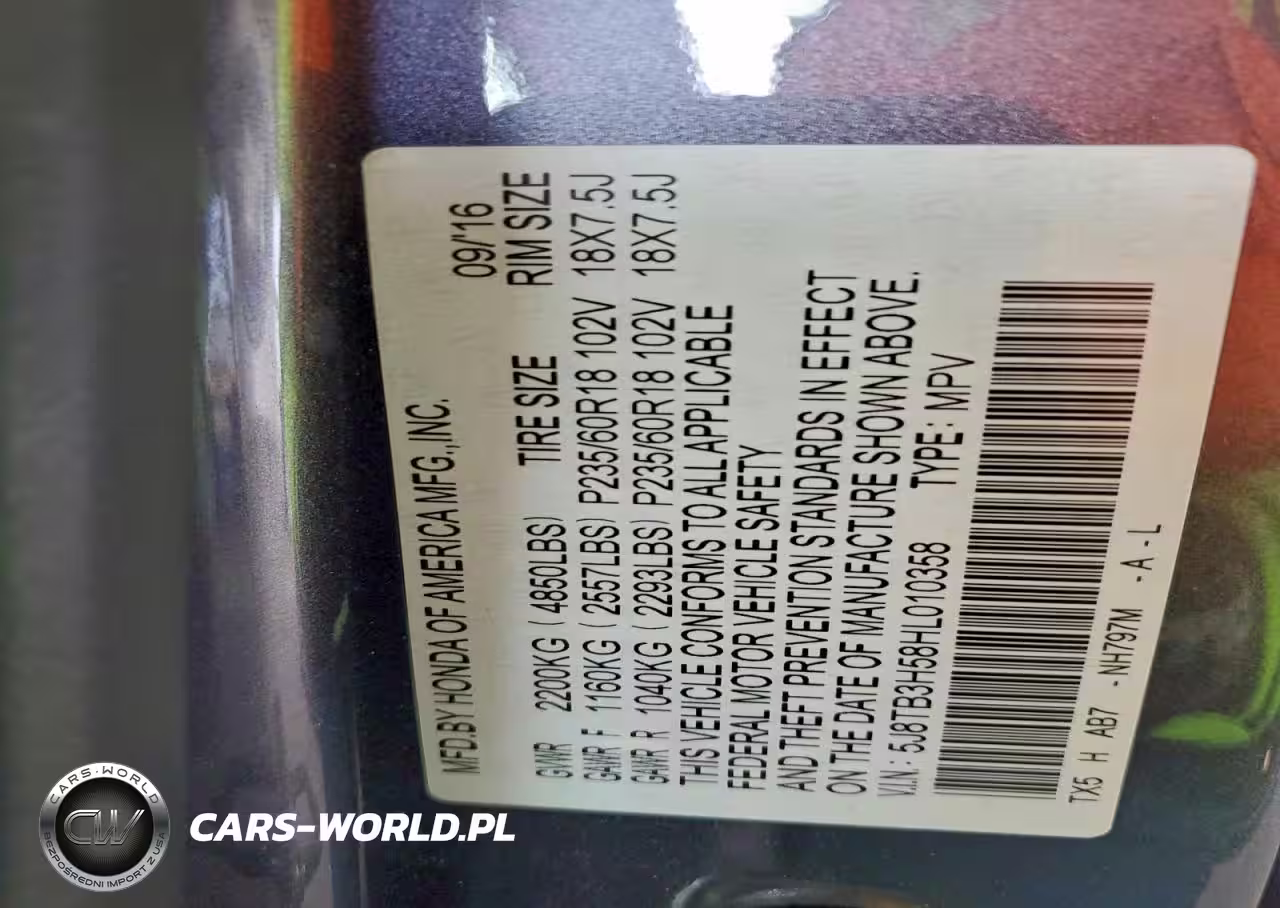 MFD.BY HONDA OF AMERICA MFG.,INC.
09/'16
TIRE SIZE RIM SIZE
GVWR 2200KG ( 4850LBS)
GAWR F 1160KG ( 2557LBS) P235/60R18 102V 18X7.5J
GAWR R 1040KG ( 2293LBS) P235/60R18 102V 18X7.5J
THIS VEHICLE CONFORMS TO ALL APPLICABLE
FEDERAL MOTOR VEHICLE SAFETY
AND THEFT PREVENTION STANDARDS IN EFFECT
ON THE DATE OF MANUFACTURE SHOWN ABOVE.
V.I.N.: 5J8TB3H58HL010358 TYPE: MPV
TX5 H AB7 -NH797M -A-L
CARS-WORLD
CW
BEZPOŚREDNI IMPORT Z USA
CARS-WORLD.PL